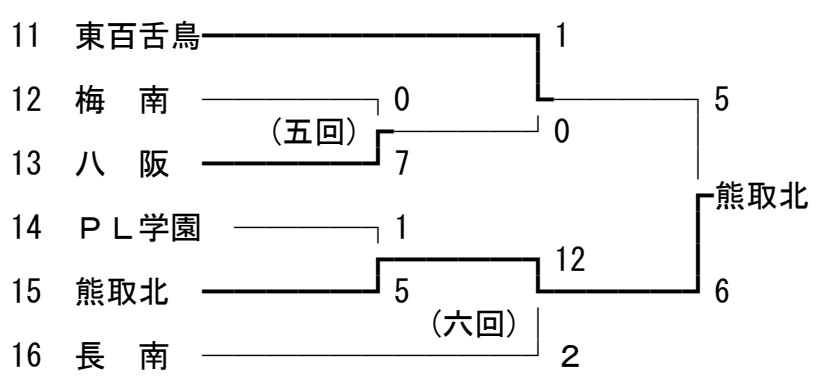 11 東百舌鳥 1
12 梅 南 0 5
(五回) 0
13 八 阪 7
熊取北
14 PL学園 1
12
15 熊取北 5 6
(六回)
16 長 南 2